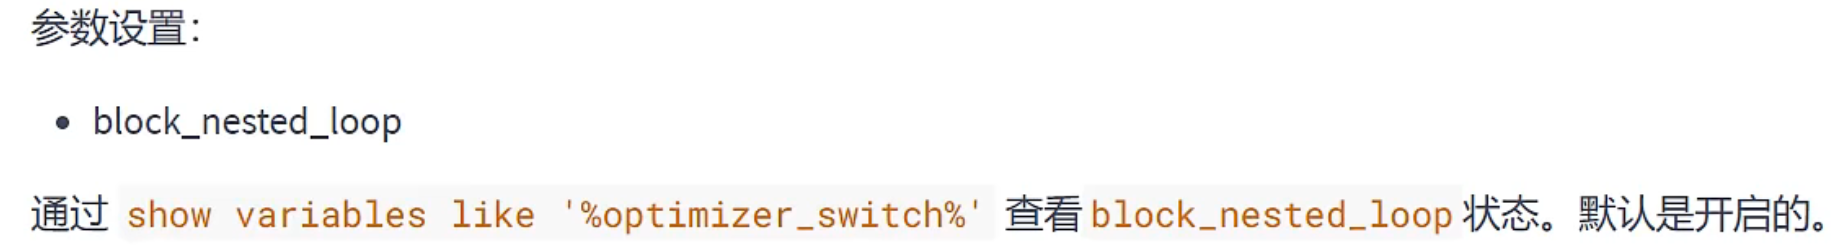 参数设置：
• block_nested_loop
通过 show variables like '%optimizer_switch%' 查看 block_nested_loop 状态。默认是开启的。